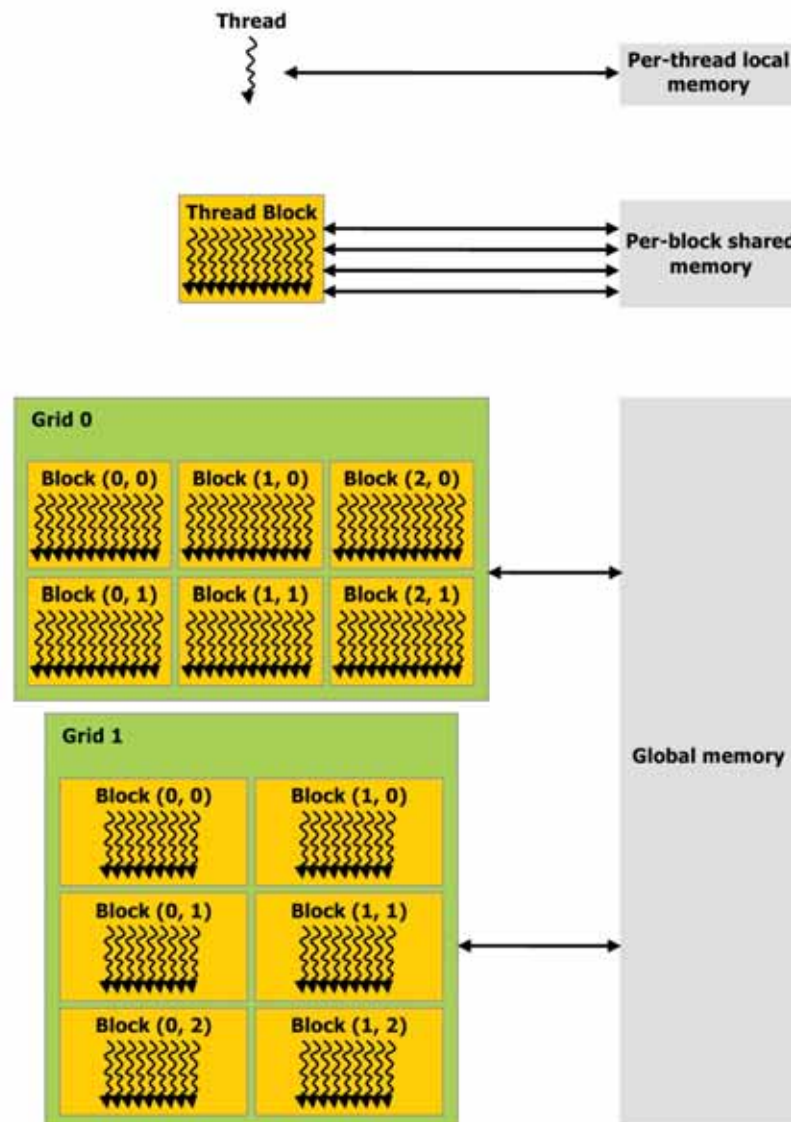 Thread
Per-thread local
memory
Thread Block
Per-block shared
memory
Grid 0
Block (0, 0)
Block (1, 0)
Block (2, 0)
Block (0, 1)
Block (1, 1)
Block (2, 1)
Grid 1
Block (0, 0)
Block (1, 0)
Block (0, 1)
Block (1, 1)
Block (0, 2)
Block (1, 2)
Global memory